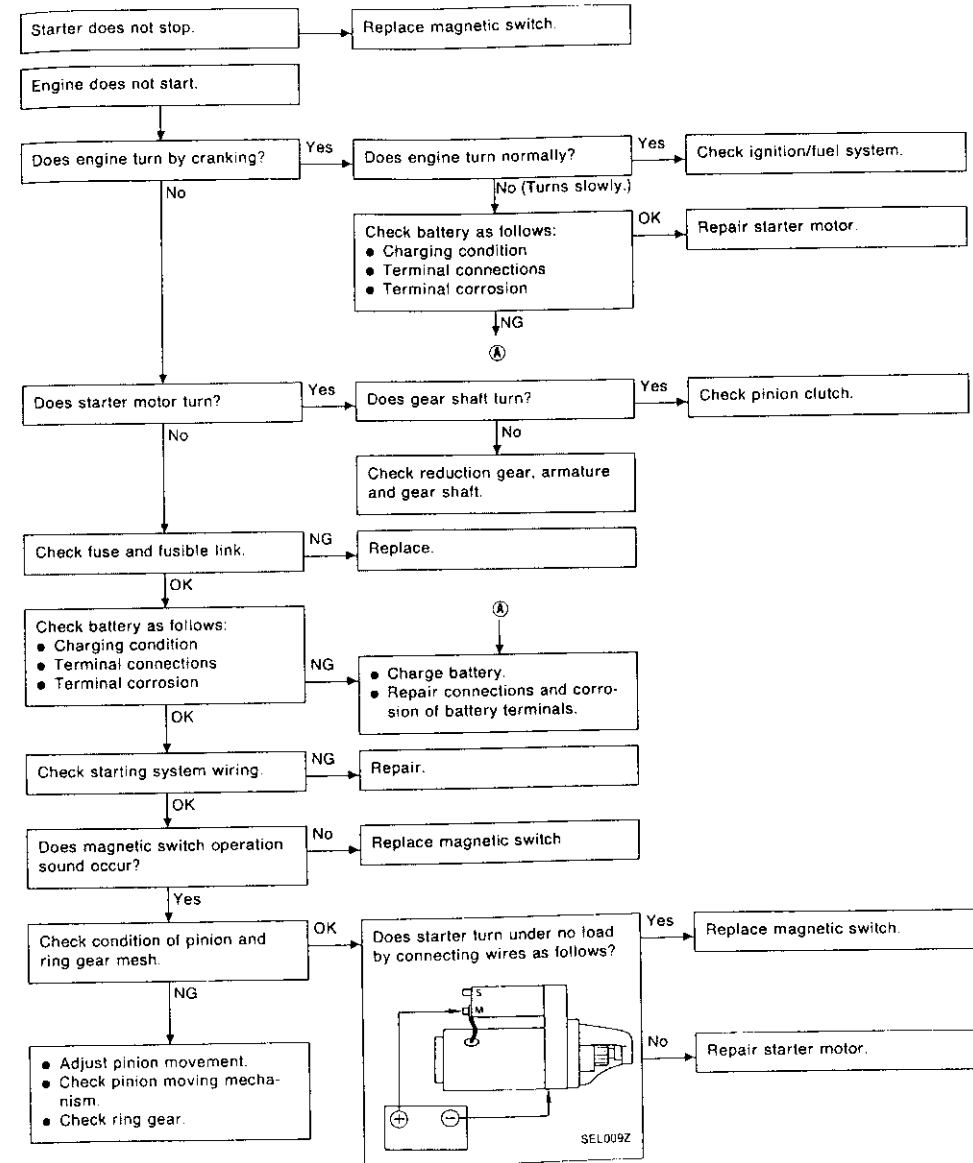 Starter does not stop.
Replace magnetic switch.
Engine does not start.
Does engine turn by cranking?
Yes
Does engine turn normally?
Yes
Check ignition/fuel system.
No
No (Turns slowly.)
Check battery as follows:
● Charging condition
● Terminal connections
● Terminal corrosion
OK
Repair starter motor.
NG
Ⓐ
Does starter motor turn?
Yes
Does gear shaft turn?
Yes
Check pinion clutch.
No
No
Check reduction gear, armature
and gear shaft.
Check fuse and fusible link.
NG
Replace.
OK
Check battery as follows:
● Charging condition
● Terminal connections
● Terminal corrosion
NG
Ⓐ
● Charge battery.
● Repair connections and corro-
sion of battery terminals.
OK
Check starting system wiring.
NG
Repair.
OK
Does magnetic switch operation
sound occur?
No
Replace magnetic switch
Yes
Check condition of pinion and
ring gear mesh.
OK
Does starter turn under no load
by connecting wires as follows?
Yes
Replace magnetic switch.
S
M
+
−
SEL009Z
No
Repair starter motor.
NG
● Adjust pinion movement.
● Check pinion moving mecha-
nism.
● Check ring gear.